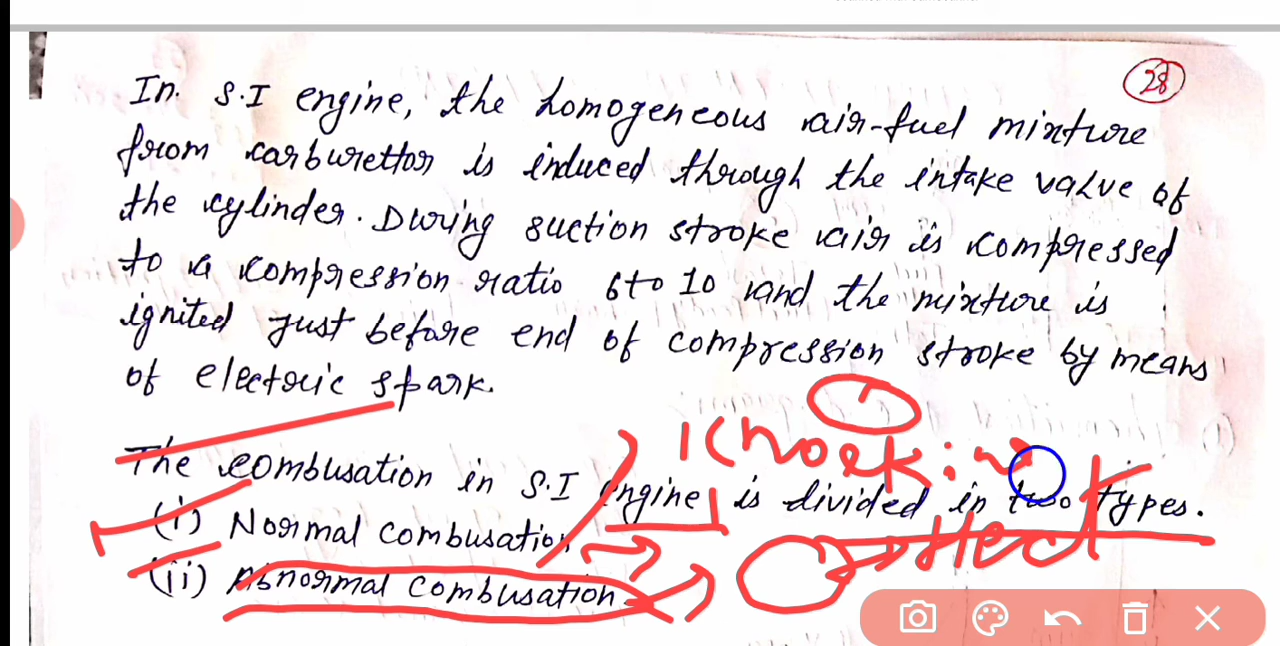 28
In. S.I engine, the homogeneous air-fuel mixture
from carburettor is induced through the intake valve of
the cylinder. During suction stroke air is compressed
to a compression ratio 6 to 10 and the mixture is
ignited just before end of compression stroke by means
of electoric spark.
Knocking
The combusation in S.I engine is divided in two types.
(i) Normal combusation
Heat
(ii) Abnormal combusation